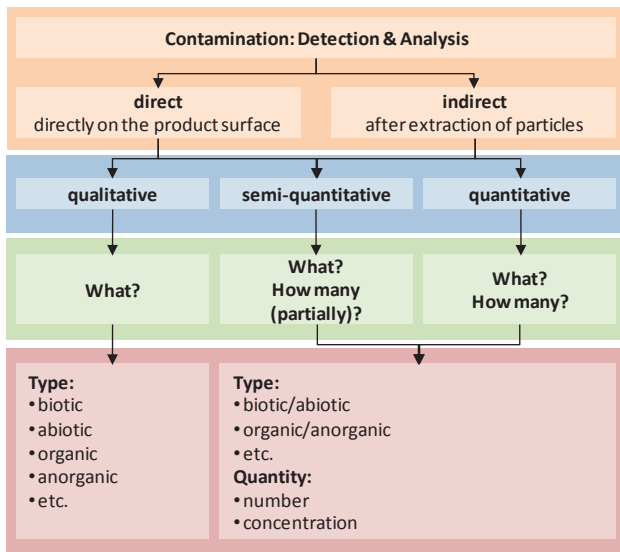 Contamination: Detection & Analysis
direct
directly on the product surface
indirect
after extraction of particles
qualitative
semi-quantitative
quantitative
What?
What?
How many
(partially)?
What?
How many?
Type:
• biotic
• abiotic
• organic
• anorganic
• etc.
Type:
• biotic/abiotic
• organic/anorganic
• etc.
Quantity:
• number
• concentration